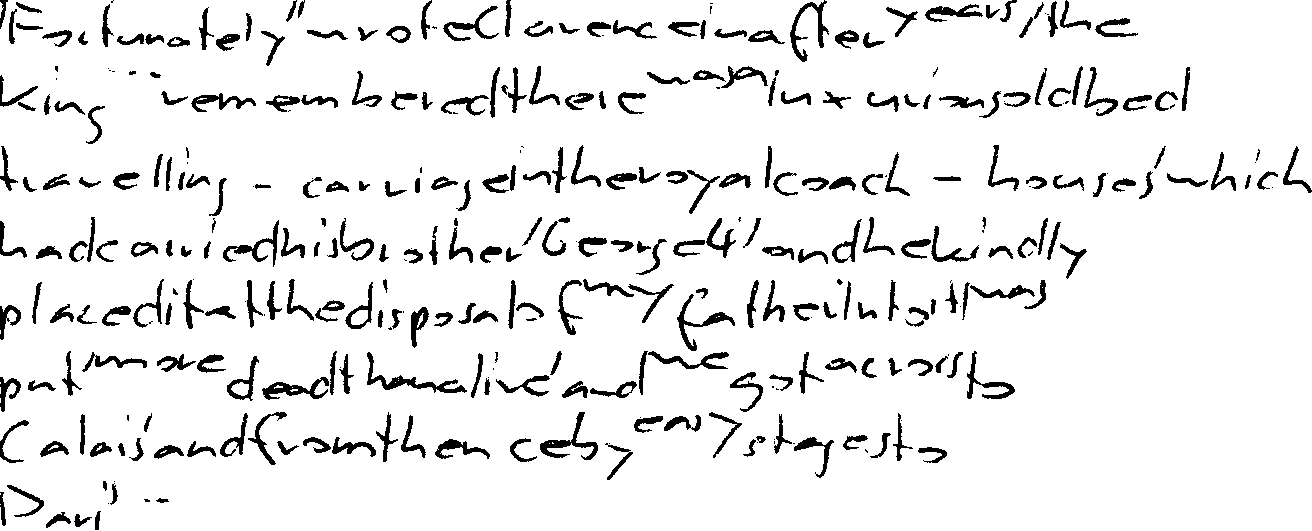 "Fortunately" wrote Clarence in after years, "the
King ... remembered there was a luxurious old bed
travelling - carriage in the royal coach - houses, which
had carried his brother, George 4, and he kindly
placed it at the disposal of my father. Into it I was
put, more dead than alive, and we got across to
Calais, and from thence by easy stages to
Paris" ..